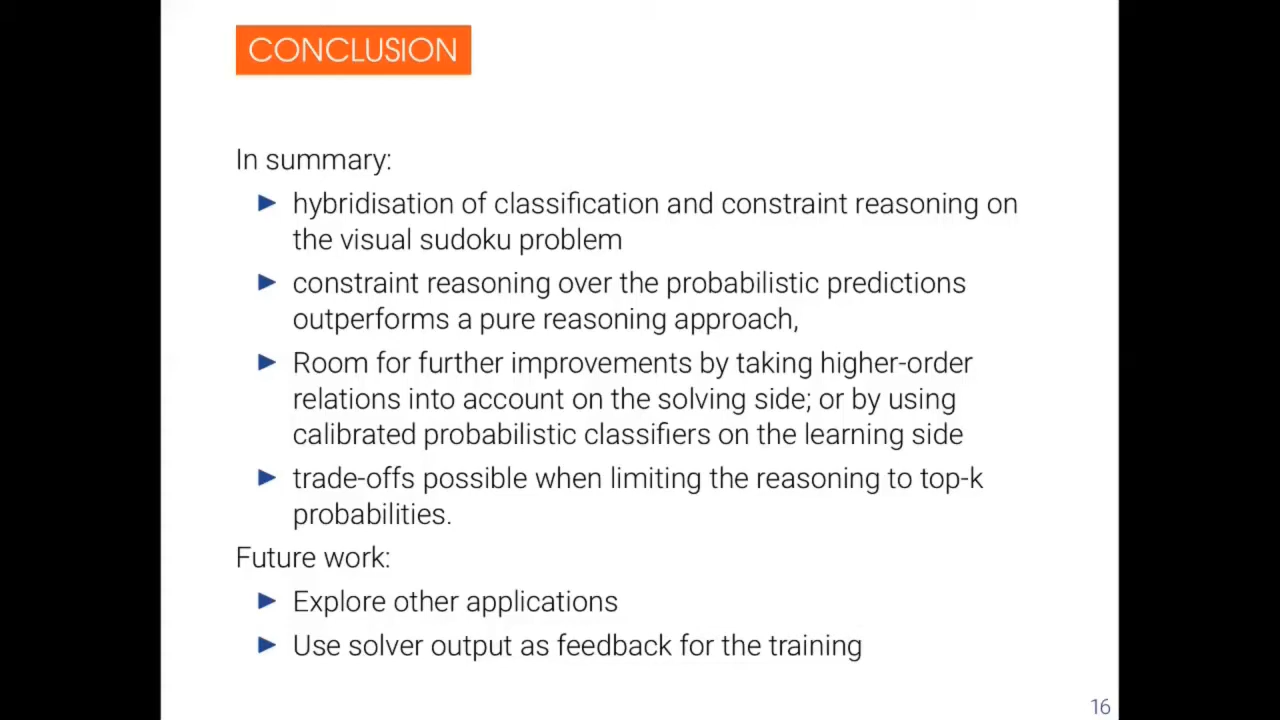 CONCLUSION
In summary:
hybridisation of classification and constraint reasoning on
the visual sudoku problem
constraint reasoning over the probabilistic predictions
outperforms a pure reasoning approach,
Room for further improvements by taking higher-order
relations into account on the solving side; or by using
calibrated probabilistic classifiers on the learning side
trade-offs possible when limiting the reasoning to top-k
probabilities.
Future work:
Explore other applications
Use solver output as feedback for the training
16